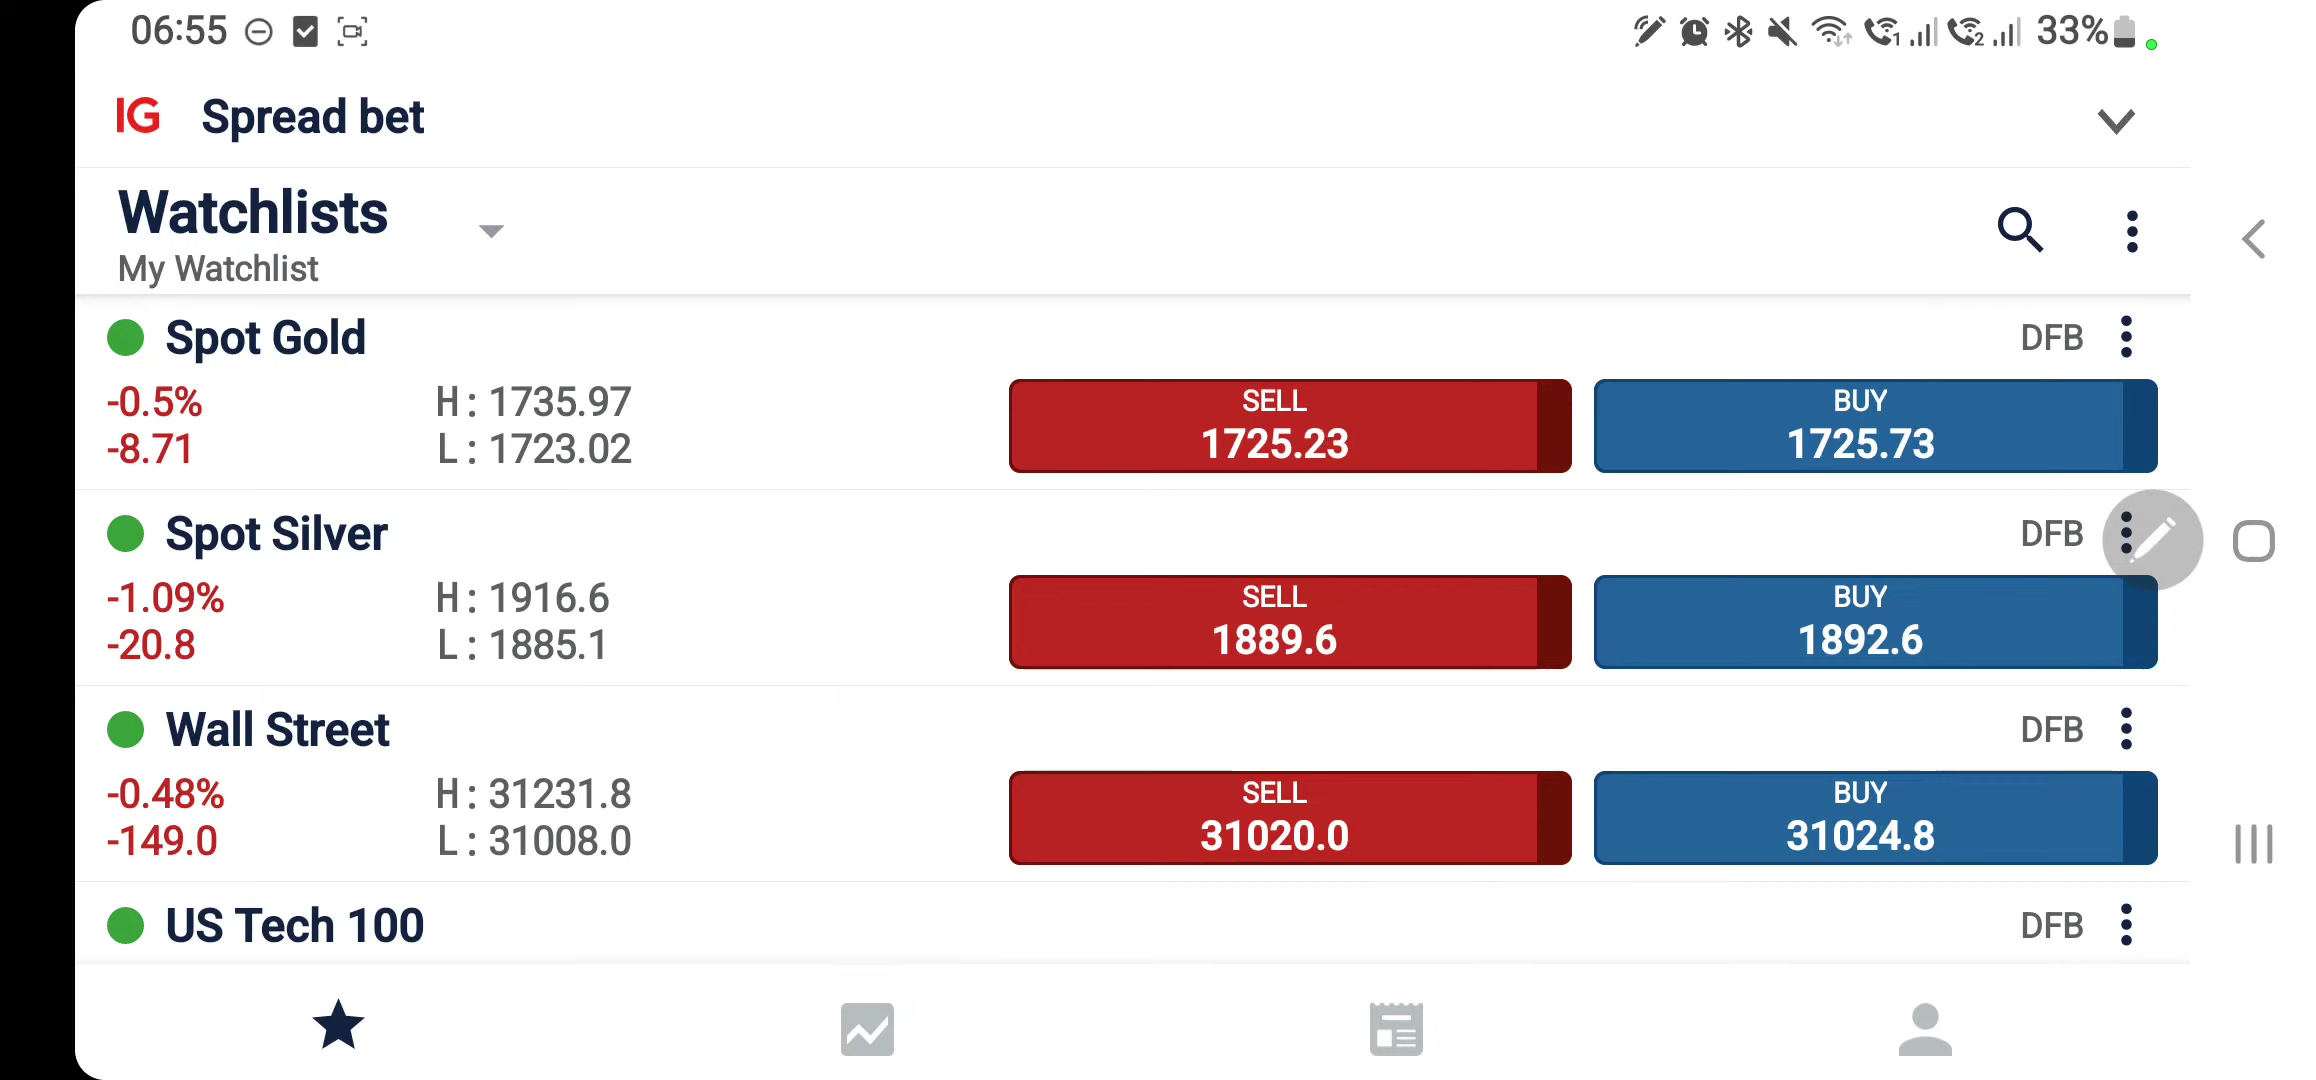 06:55
1 2 33%
IG Spread bet
Watchlists
My Watchlist
Spot Gold DFB
-0.5% H: 1735.97 SELL BUY
-8.71 L: 1723.02 1725.23 1725.73
Spot Silver DFB
-1.09% H: 1916.6 SELL BUY
-20.8 L: 1885.1 1889.6 1892.6
Wall Street DFB
-0.48% H: 31231.8 SELL BUY
-149.0 L: 31008.0 31020.0 31024.8
US Tech 100 DFB